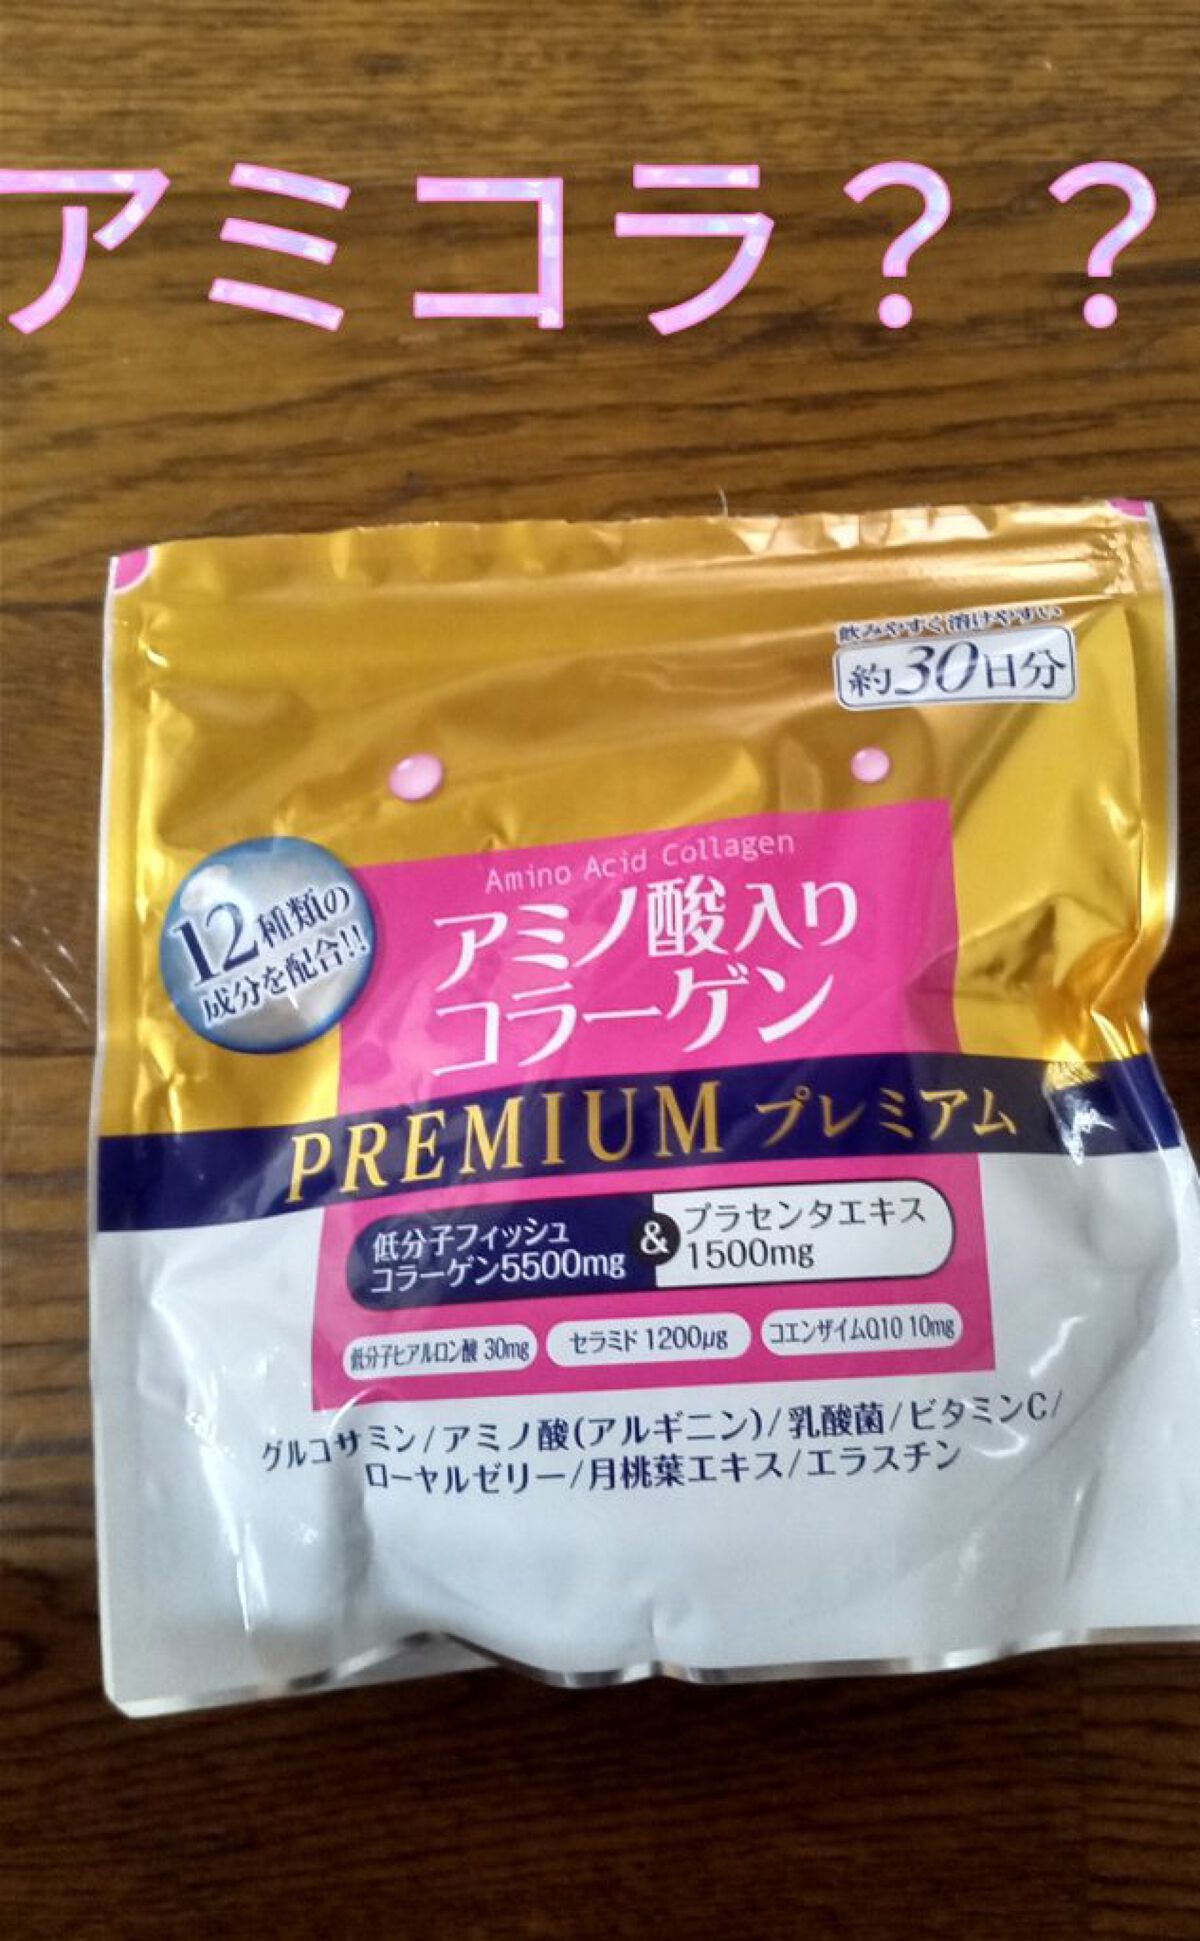 アミコラ？？
飲みやすく溶けやすい
約30日分
Amino Acid Collagen
12種類の
成分を配合!!
アミノ酸入り
コラーゲン
PREMIUM プレミアム
低分子フィッシュ
コラーゲン5500mg
&
プラセンタエキス
1500mg
低分子ヒアルロン酸 30mg
セラミド 1200μg
コエンザイムQ10 10mg
グルコサミン/アミノ酸(アルギニン)/乳酸菌/ビタミンC/
ローヤルゼリー/月桃葉エキス/エラスチン